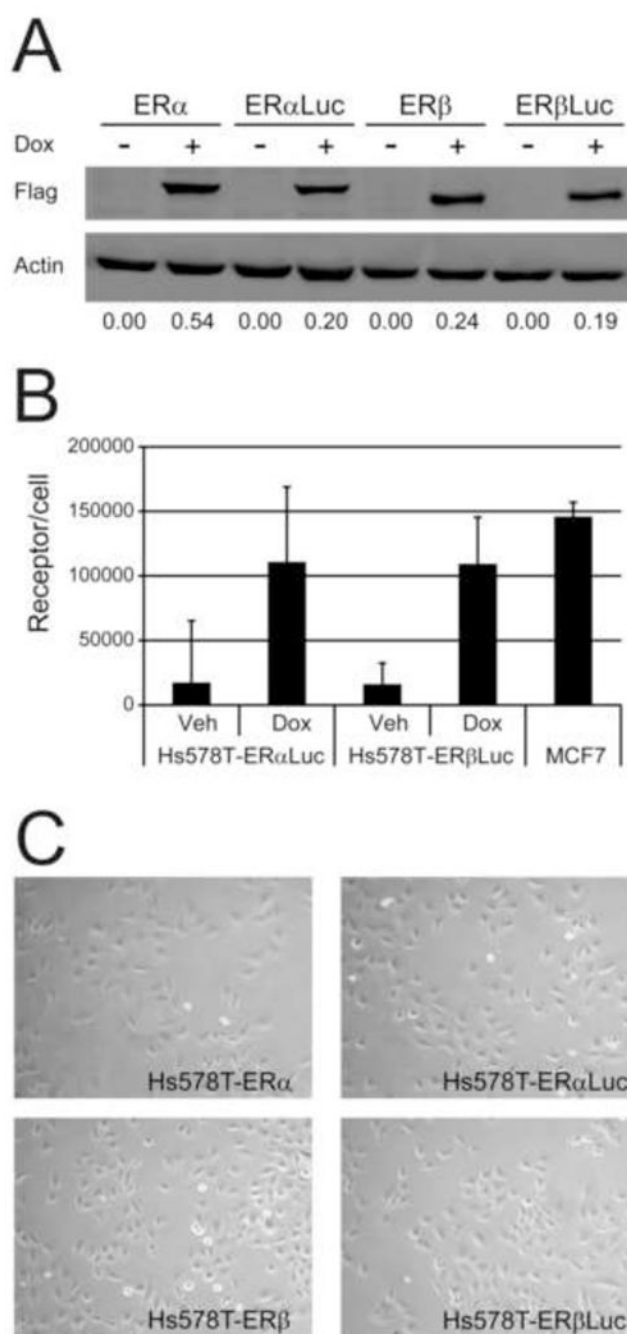 A
ERα ERαLuc ERβ ERβLuc
Dox - + - + - + - +
Flag
Actin
0.00 0.54 0.00 0.20 0.00 0.24 0.00 0.19
B
Receptor/cell
200000
150000
100000
50000
0
Veh Dox Veh Dox
Hs578T-ERαLuc Hs578T-ERβLuc MCF7
C
Hs578T-ERα Hs578T-ERαLuc
Hs578T-ERβ Hs578T-ERβLuc